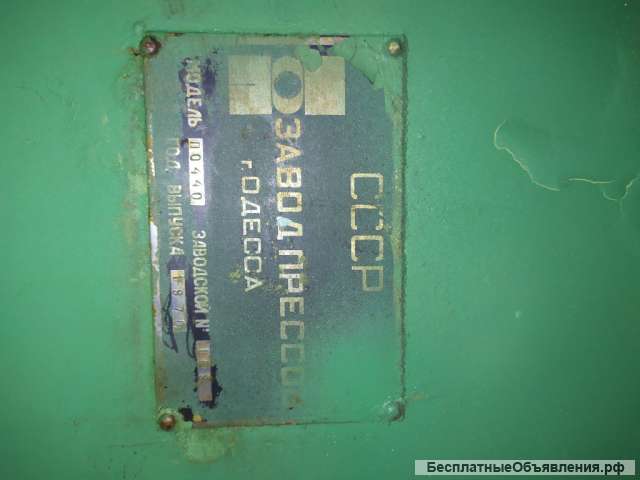 СССР
ЗАВОД ПРЕССОВ
г. ОДЕССА
МОДЕЛЬ ПО440 ЗАВОДСКОЙ №
ГОД ВЫПУСКА
БесплатныеОбъявления.рф